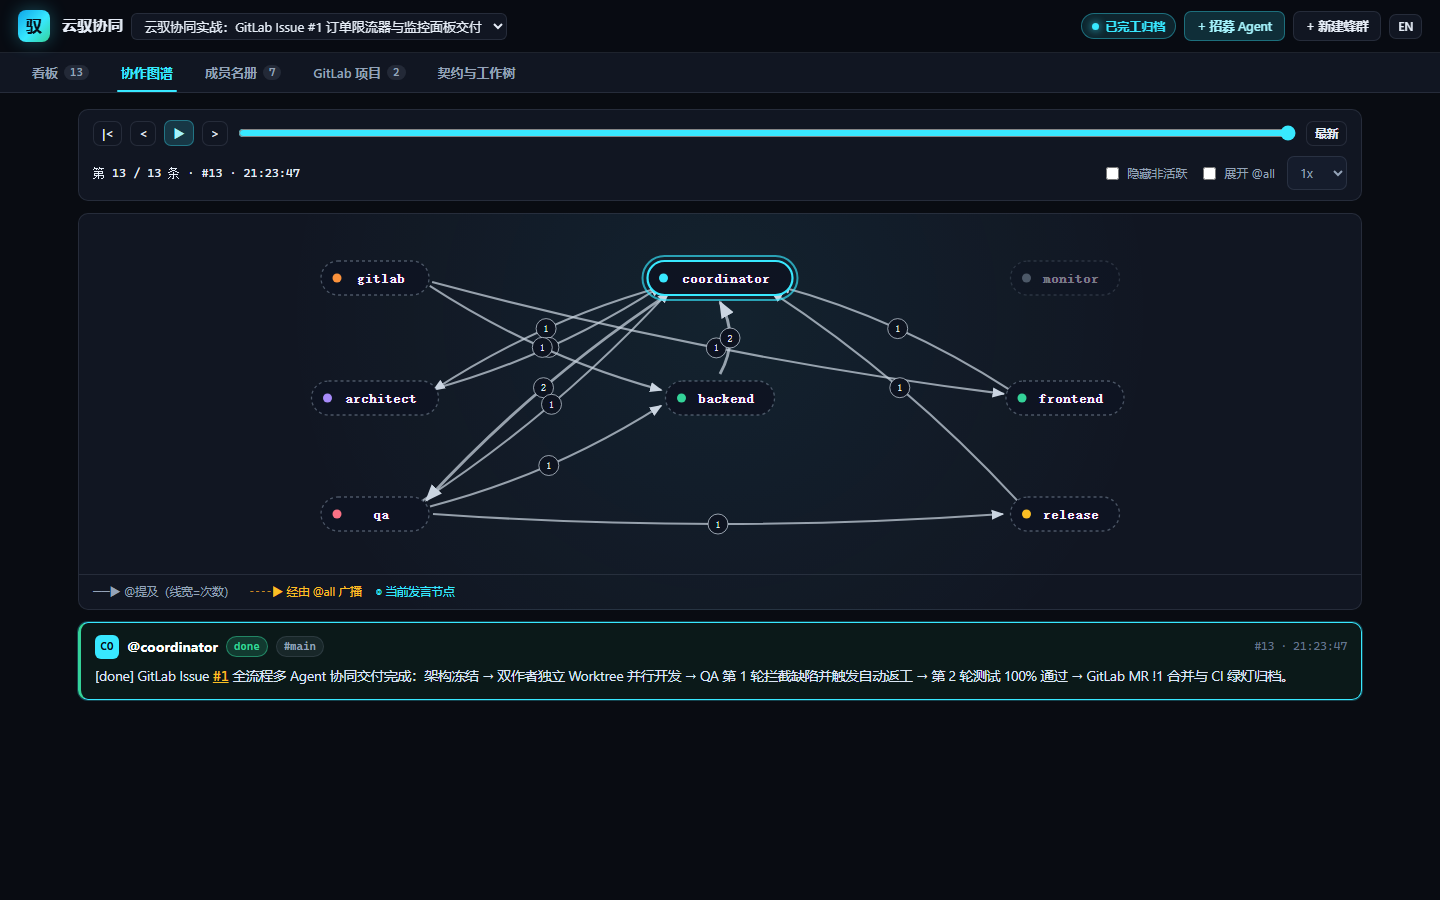 驭 云驭协同 云驭协同实战：GitLab Issue #1 订单限流器与监控面板交付 已完工归档 + 招募 Agent + 新建蜂群 EN
看板 13 协作图谱 成员名册 7 GitLab 项目 2 契约与工作树
|< < ▶ > 最新
第 13 / 13 条 · #13 · 21:23:47 隐藏非活跃 展开 @all 1x
gitlab coordinator monitor
1 1
2
1 1
architect backend frontend
2 1
1
1
qa release
1
@提及（线宽=次数） 经由 @all 广播 当前发言节点
CO @coordinator done #main #13 · 21:23:47
[done] GitLab Issue #1 全流程多 Agent 协同交付完成：架构冻结 → 双作者独立 Worktree 并行开发 → QA 第 1 轮拦截缺陷并触发自动返工 → 第 2 轮测试 100% 通过 → GitLab MR !1 合并与 CI 绿灯归档。